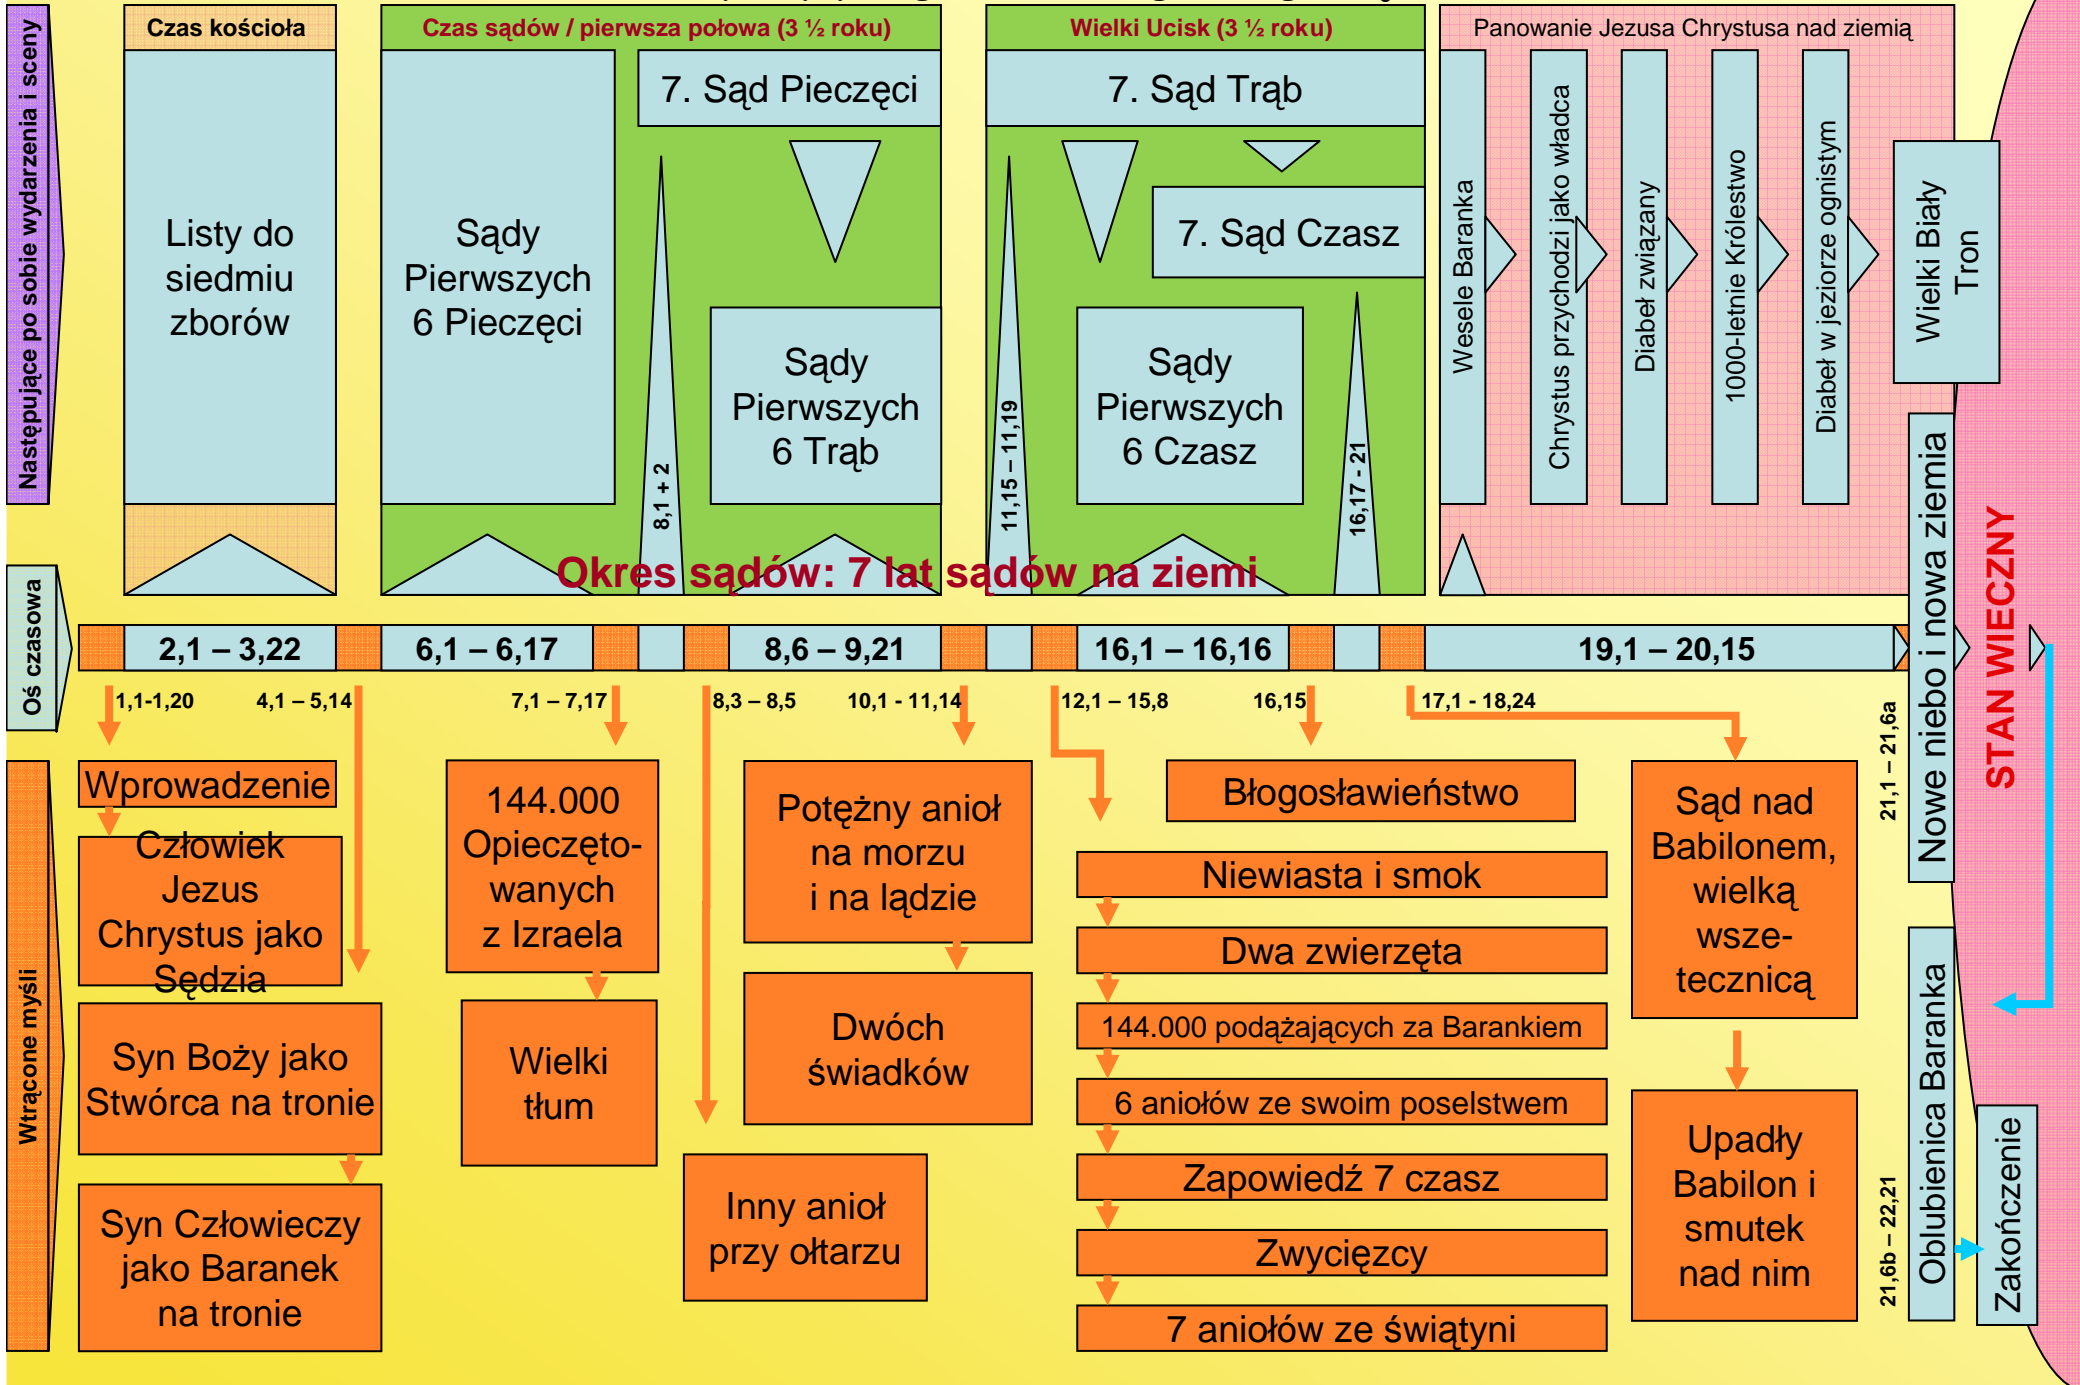 Następujące po sobie wydarzenia i sceny
Czas kościoła
Listy do
siedmiu
zborów
Czas sądów / pierwsza połowa (3 ½ roku)
Sądy
Pierwszych
6 Pieczęci
8,1 + 2
7. Sąd Pieczęci
Sądy
Pierwszych
6 Trąb
Wielki Ucisk (3 ½ roku)
7. Sąd Trąb
11,15 – 11,19
7. Sąd Czasz
Sądy
Pierwszych
6 Czasz
16,17 - 21
Panowanie Jezusa Chrystusa nad ziemią
Wesele Baranka
Chrystus przychodzi jako władca
Diabeł związany
1000-letnie Królestwo
Diabeł w jeziorze ognistym
Wielki Biały
Tron
Okres sądów: 7 lat sądów na ziemi
Oś czasowa
2,1 – 3,22
6,1 – 6,17
8,6 – 9,21
16,1 – 16,16
19,1 – 20,15
1,1-1,20
4,1 – 5,14
7,1 – 7,17
8,3 – 8,5
10,1 - 11,14
12,1 – 15,8
16,15
17,1 - 18,24
21,1 – 21,6a
Nowe niebo i nowa ziemia
STAN WIECZNY
Wtrącone myśli
Wprowadzenie
Człowiek
Jezus
Chrystus jako
Sędzia
Syn Boży jako
Stwórca na tronie
Syn Człowieczy
jako Baranek
na tronie
144.000
Opieczęto-
wanych
z Izraela
Wielki
tłum
Inny anioł
przy ołtarzu
Potężny anioł
na morzu
i na lądzie
Dwóch
świadków
Błogosławieństwo
Niewiasta i smok
Dwa zwierzęta
144.000 podążających za Barankiem
6 aniołów ze swoim poselstwem
Zapowiedź 7 czasz
Zwycięzcy
7 aniołów ze świątyni
Sąd nad
Babilonem,
wielką
wsze-
tecznicą
Upadły
Babilon i
smutek
nad nim
21,6b – 22,21
Oblubienica Baranka
Zakończenie